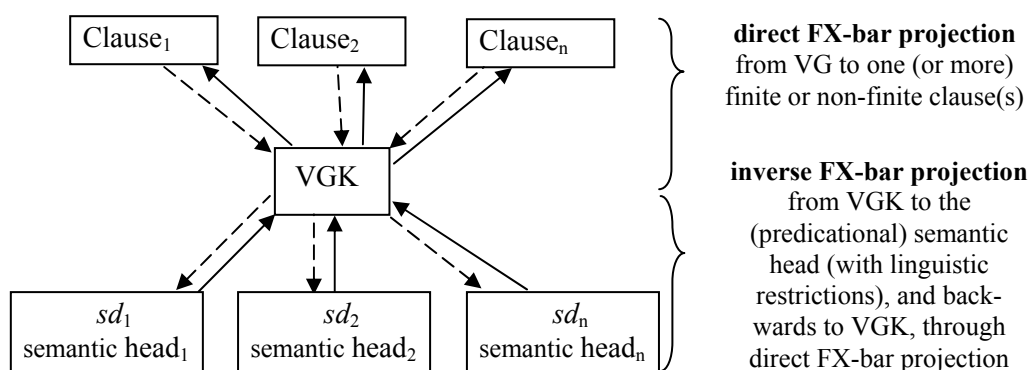 Clause₁ Clause₂ Clauseₙ
VGK
sd₁ sd₂ sdₙ
semantic head₁ semantic head₂ semantic headₙ
direct FX-bar projection
from VG to one (or more)
finite or non-finite clause(s)
inverse FX-bar projection
from VGK to the
(predicational) semantic
head (with linguistic
restrictions), and back-
wards to VGK, through
direct FX-bar projection